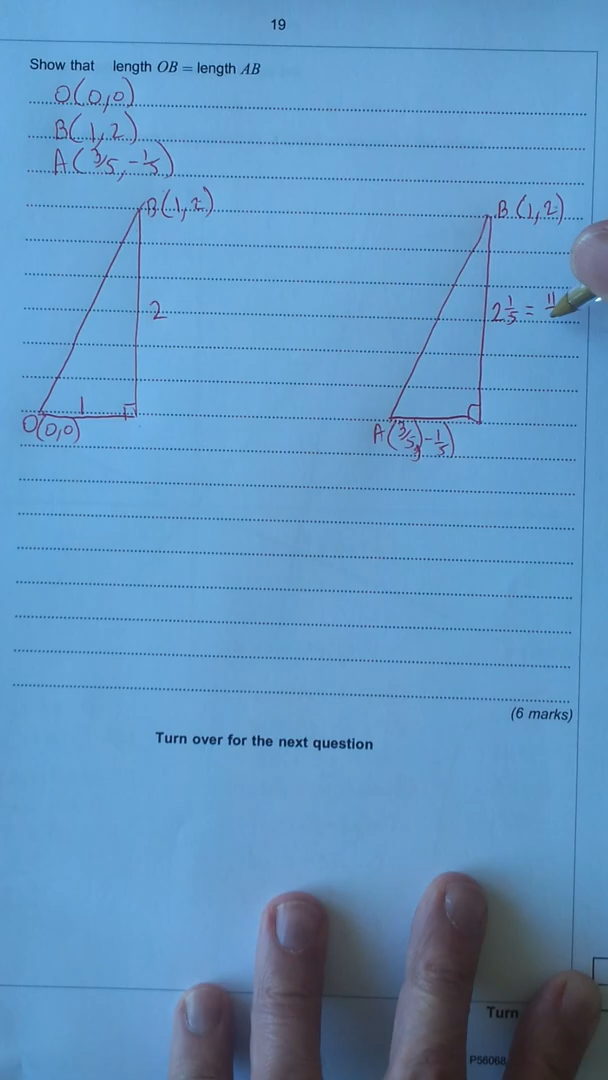 19
Show that length OB = length AB
O(0,0)
B(1,2)
A(3/5, -1/5)
B(1,2)
2
1
O(0,0)
B(1,2)
2 1/5 = 11
A(3/5, -1/5)
(6 marks)
Turn over for the next question
Turn
P56068